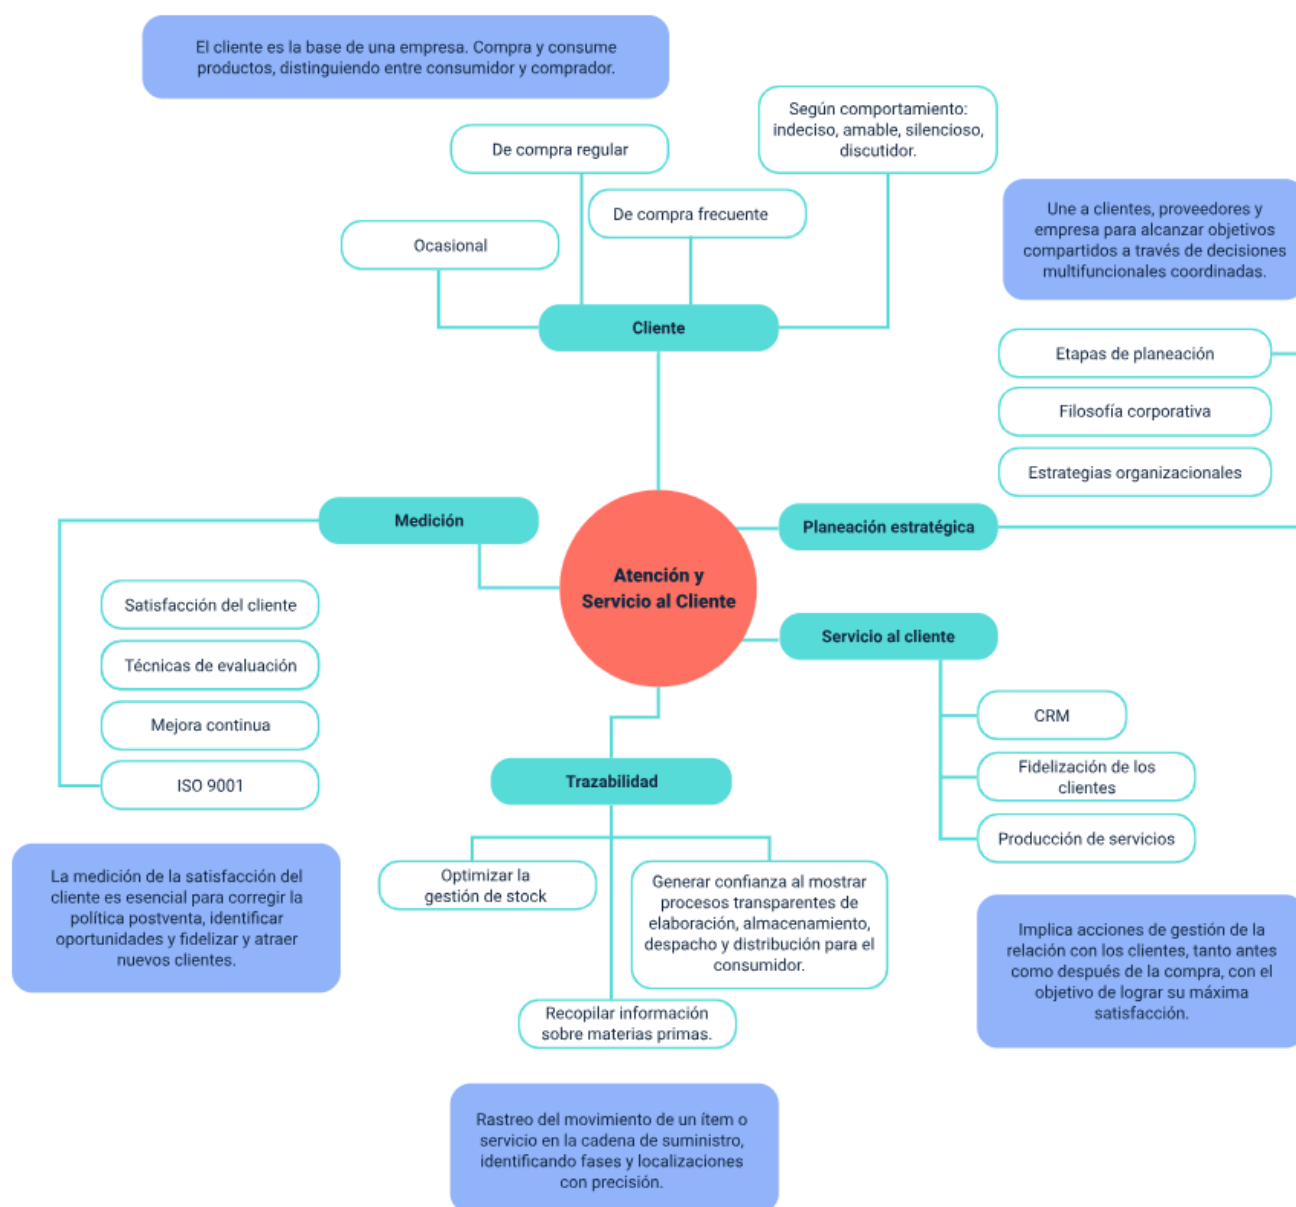 El cliente es la base de una empresa. Compra y consume
productos, distinguiendo entre consumidor y comprador.
Según comportamiento:
indeciso, amable, silencioso,
discutidor.
De compra regular
De compra frecuente
Ocasional
Cliente
Une a clientes, proveedores y
empresa para alcanzar objetivos
compartidos a través de decisiones
multifuncionales coordinadas.
Etapas de planeación
Filosofía corporativa
Estrategias organizacionales
Medición
Planeación estratégica
Atención y
Servicio al Cliente
Satisfacción del cliente
Técnicas de evaluación
Mejora continua
ISO 9001
Servicio al cliente
CRM
Fidelización de los
clientes
Producción de servicios
Trazabilidad
Optimizar la
gestión de stock
Generar confianza al mostrar
procesos transparentes de
elaboración, almacenamiento,
despacho y distribución para el
consumidor.
Recopilar información
sobre materias primas.
La medición de la satisfacción del
cliente es esencial para corregir la
política postventa, identificar
oportunidades y fidelizar y atraer
nuevos clientes.
Implica acciones de gestión de la
relación con los clientes, tanto antes
como después de la compra, con el
objetivo de lograr su máxima
satisfacción.
Rastreo del movimiento de un ítem o
servicio en la cadena de suministro,
identificando fases y localizaciones
con precisión.